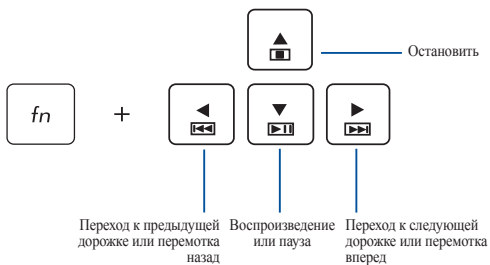 Остановить
fn
+
Переход к предыдущей
дорожке или перемотка
назад
Воспроизведение
или пауза
Переход к следующей
дорожке или перемотка
вперед